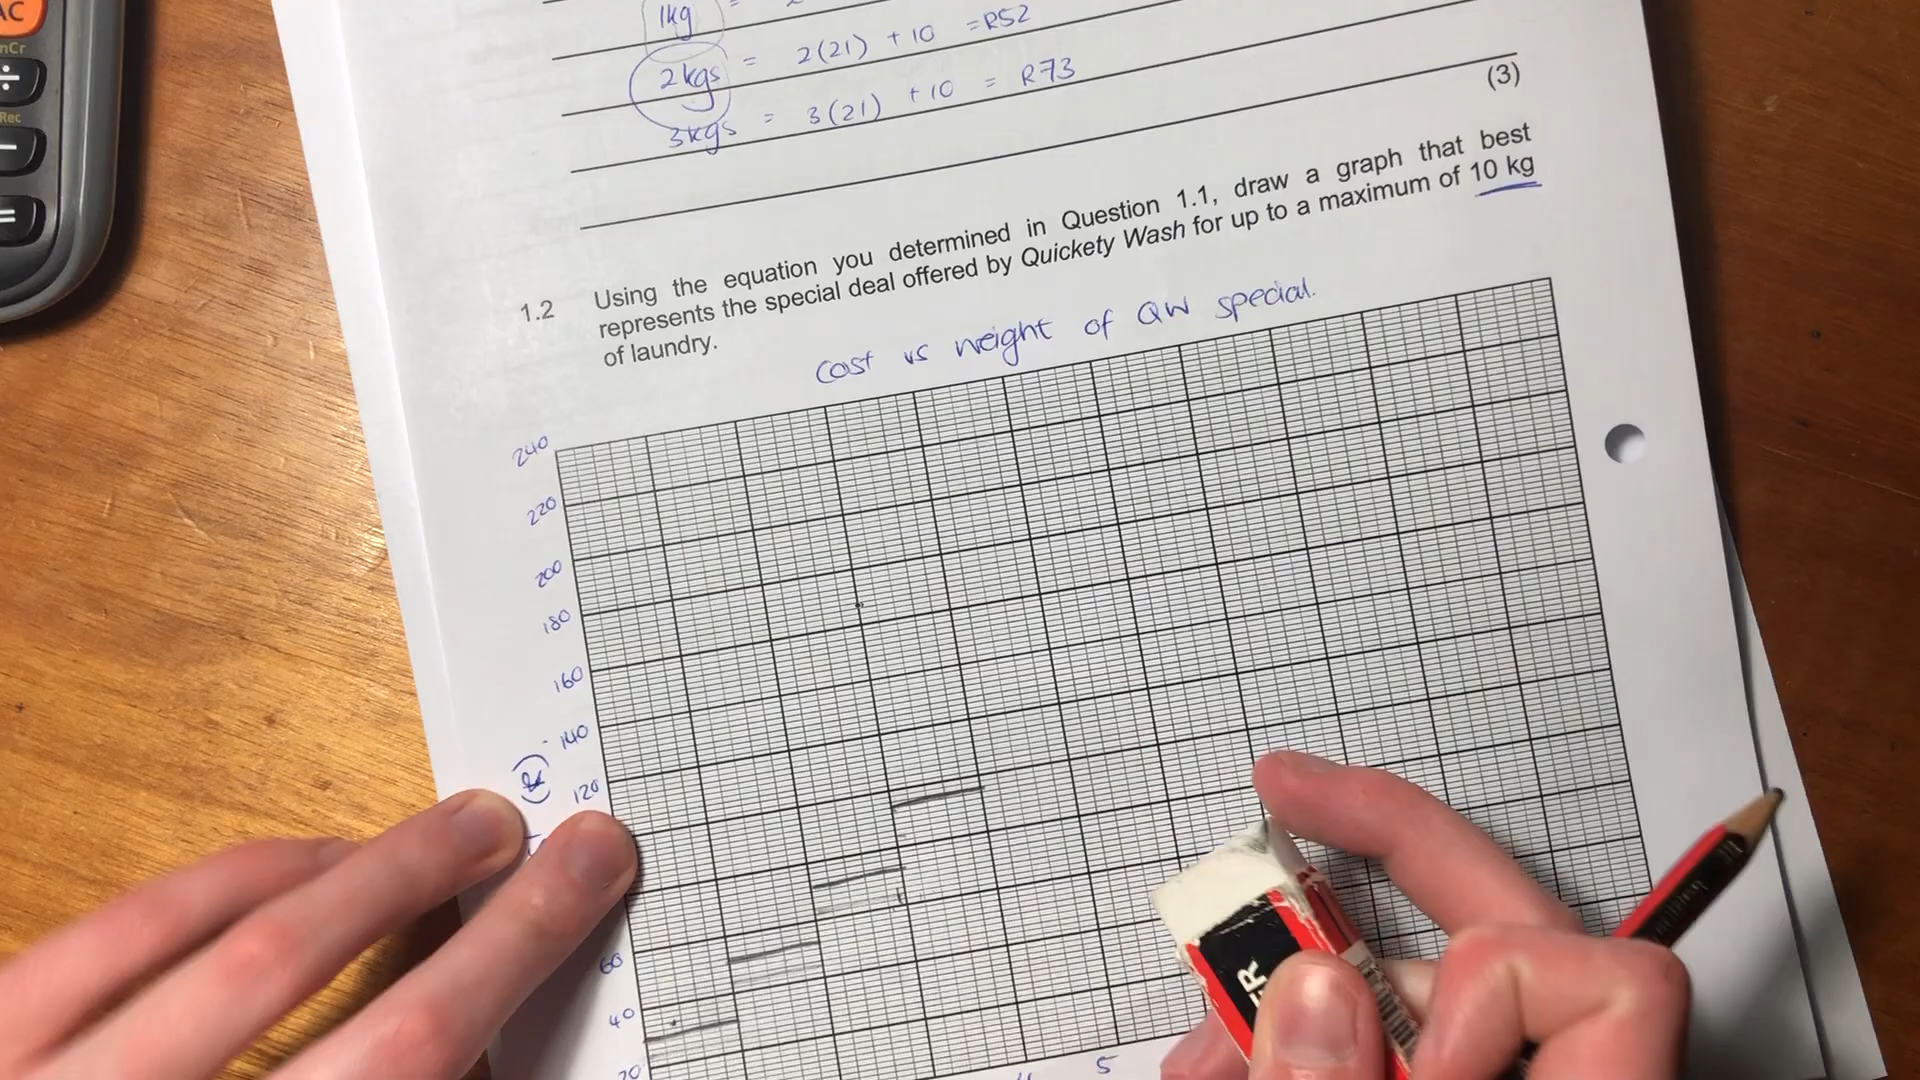 AC
nCr
÷
Rec
−
=
1kg =
2kgs = 2(21) + 10 = R52
3kgs = 3(21) + 10 = R73
(3)
1.2 Using the equation you determined in Question 1.1, draw a graph that best
represents the special deal offered by Quickety Wash for up to a maximum of 10 kg
of laundry.
Cost vs weight of QW special.
240
220
200
180
160
140
120
60
40
20
5
ER